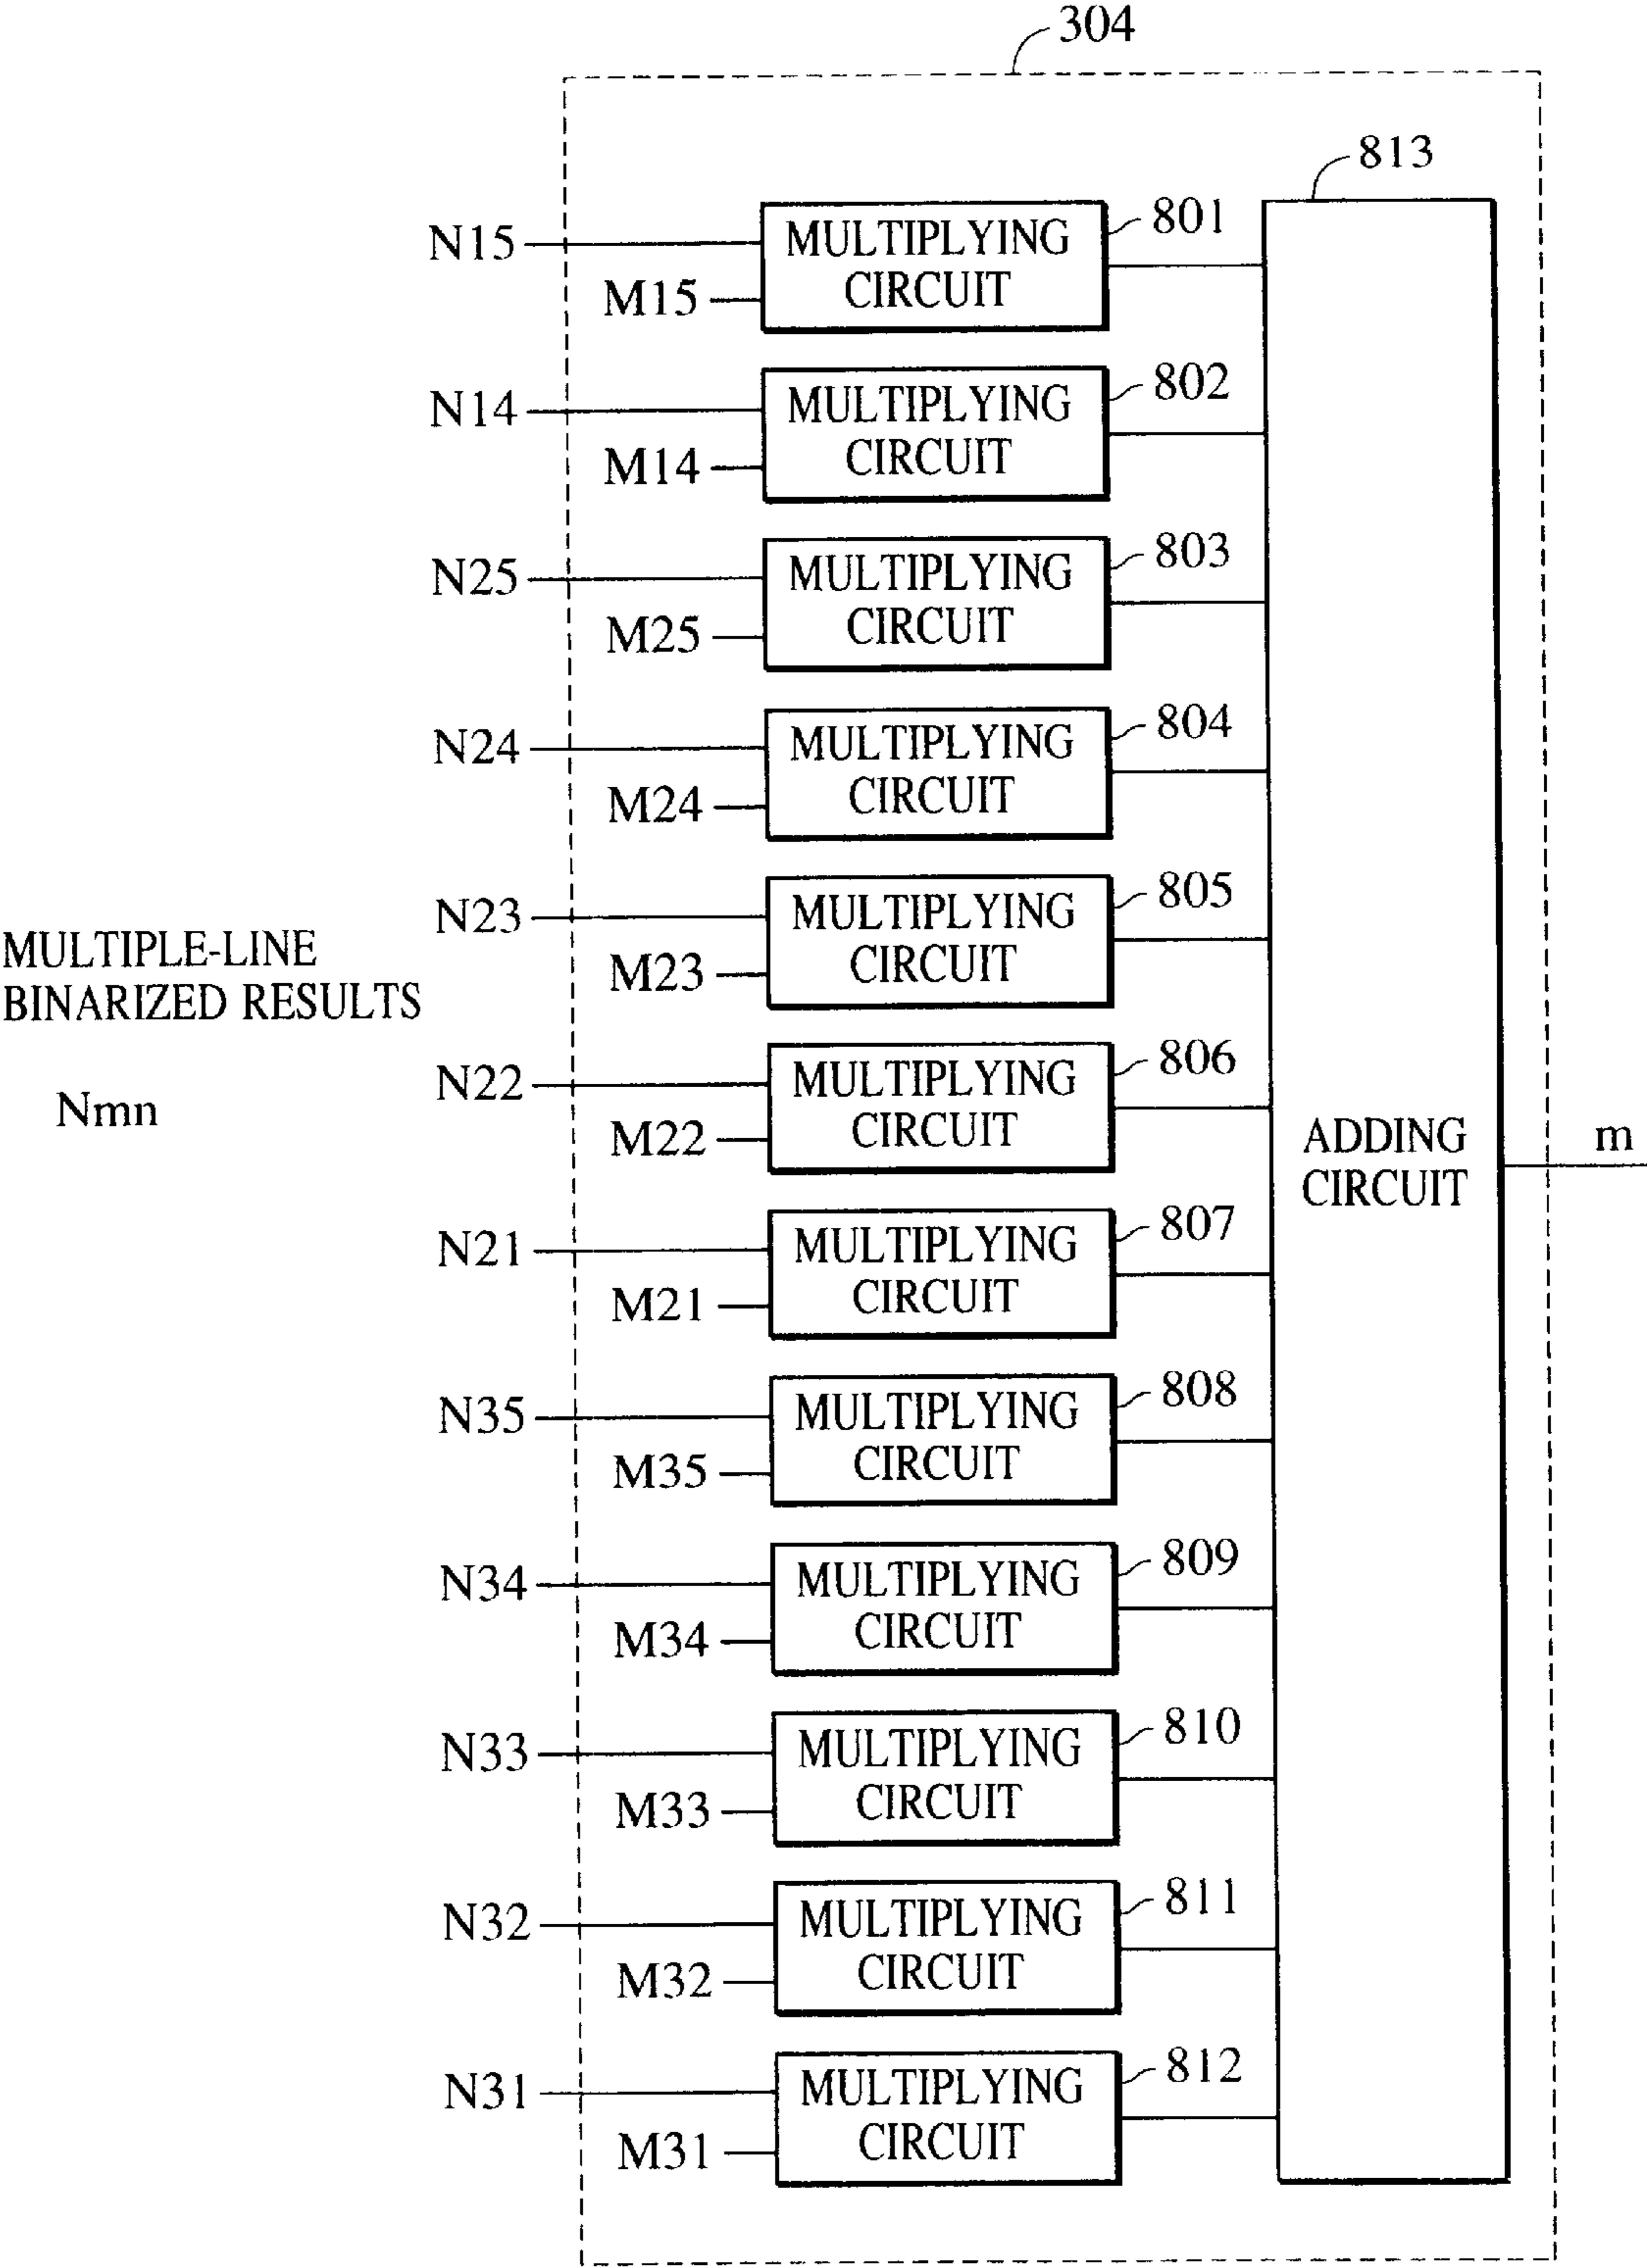 304
813
N15
M15
MULTIPLYING
CIRCUIT
801
N14
M14
MULTIPLYING
CIRCUIT
802
N25
M25
MULTIPLYING
CIRCUIT
803
N24
M24
MULTIPLYING
CIRCUIT
804
N23
M23
MULTIPLYING
CIRCUIT
805
MULTIPLE-LINE
BINARIZED RESULTS
Nmn
N22
M22
MULTIPLYING
CIRCUIT
806
ADDING
CIRCUIT
m
N21
M21
MULTIPLYING
CIRCUIT
807
N35
M35
MULTIPLYING
CIRCUIT
808
N34
M34
MULTIPLYING
CIRCUIT
809
N33
M33
MULTIPLYING
CIRCUIT
810
N32
M32
MULTIPLYING
CIRCUIT
811
N31
M31
MULTIPLYING
CIRCUIT
812